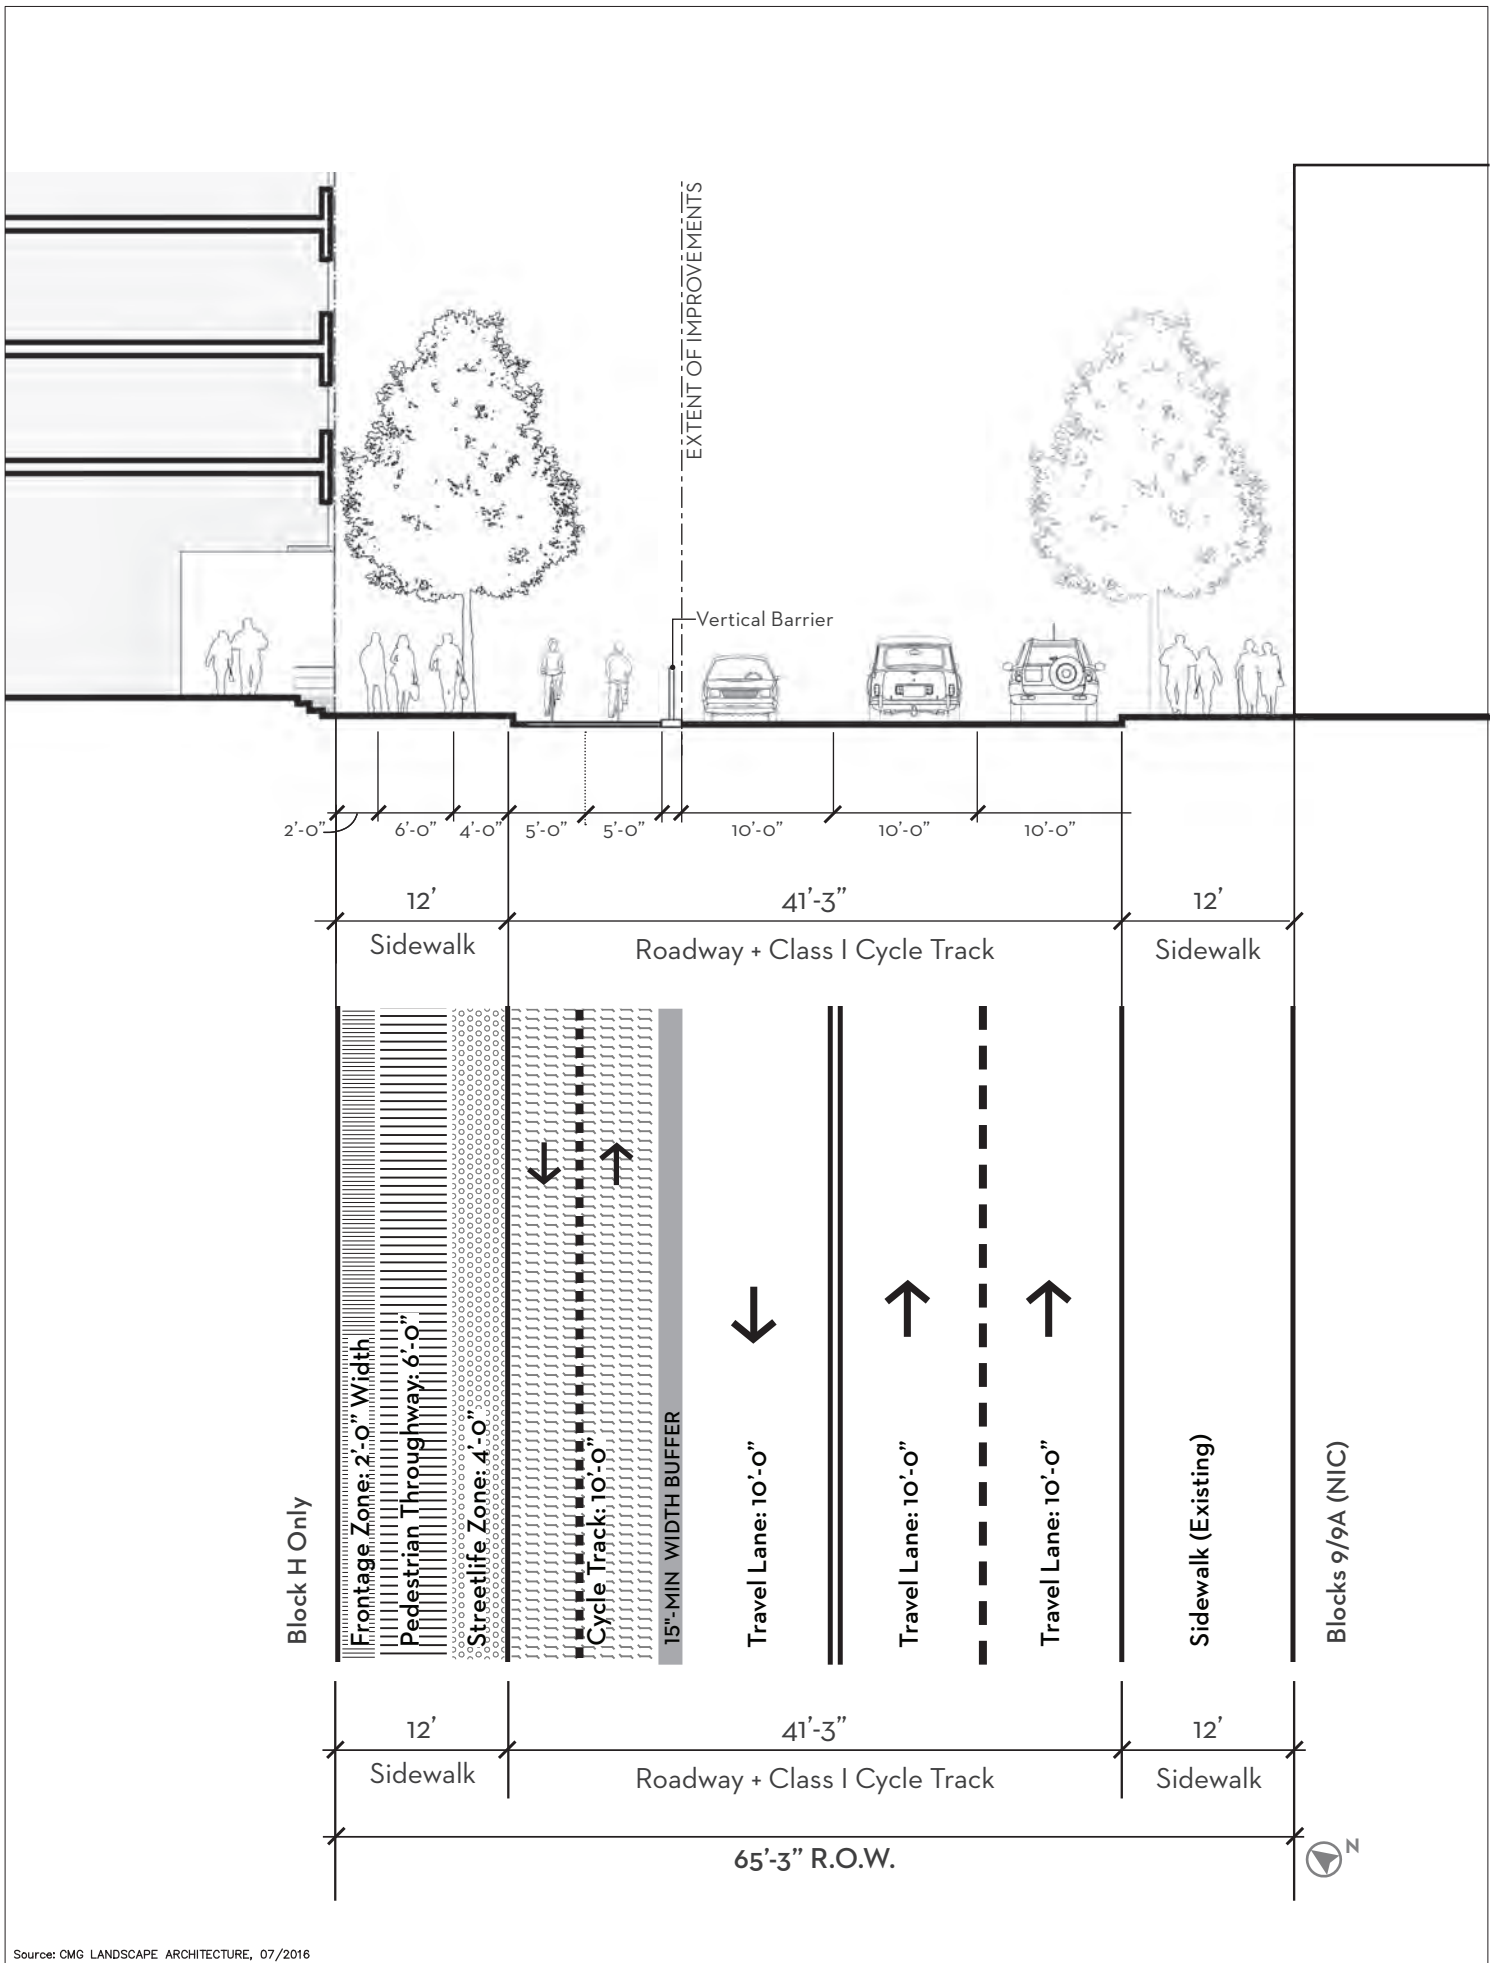 EXTENT OF IMPROVEMENTS
Vertical Barrier
2'-0" 6'-0" 4'-0" 5'-0" 5'-0" 10'-0" 10'-0" 10'-0"
12' 41'-3" 12'
Sidewalk Roadway + Class I Cycle Track Sidewalk
Block H Only
Frontage Zone: 2'-0" Width
Pedestrian Throughway: 6'-0"
Streetlife Zone: 4'-0"
Cycle Track: 10'-0"
15"-MIN WIDTH BUFFER
Travel Lane: 10'-0"
Travel Lane: 10'-0"
Travel Lane: 10'-0"
Sidewalk (Existing)
Blocks 9/9A (NIC)
12' 41'-3" 12'
Sidewalk Roadway + Class I Cycle Track Sidewalk
65'-3" R.O.W.
N
Source: CMG LANDSCAPE ARCHITECTURE, 07/2016